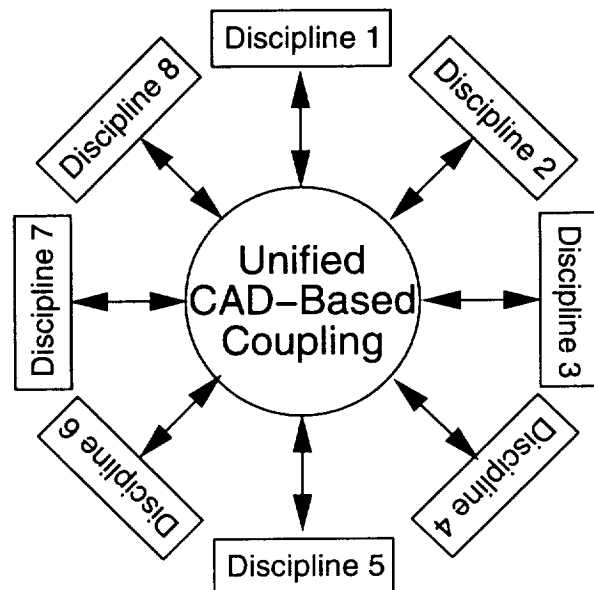 Discipline 1
Discipline 2
Discipline 3
Discipline 4
Discipline 5
Discipline 6
Discipline 7
Discipline 8
Unified
CAD–Based
Coupling